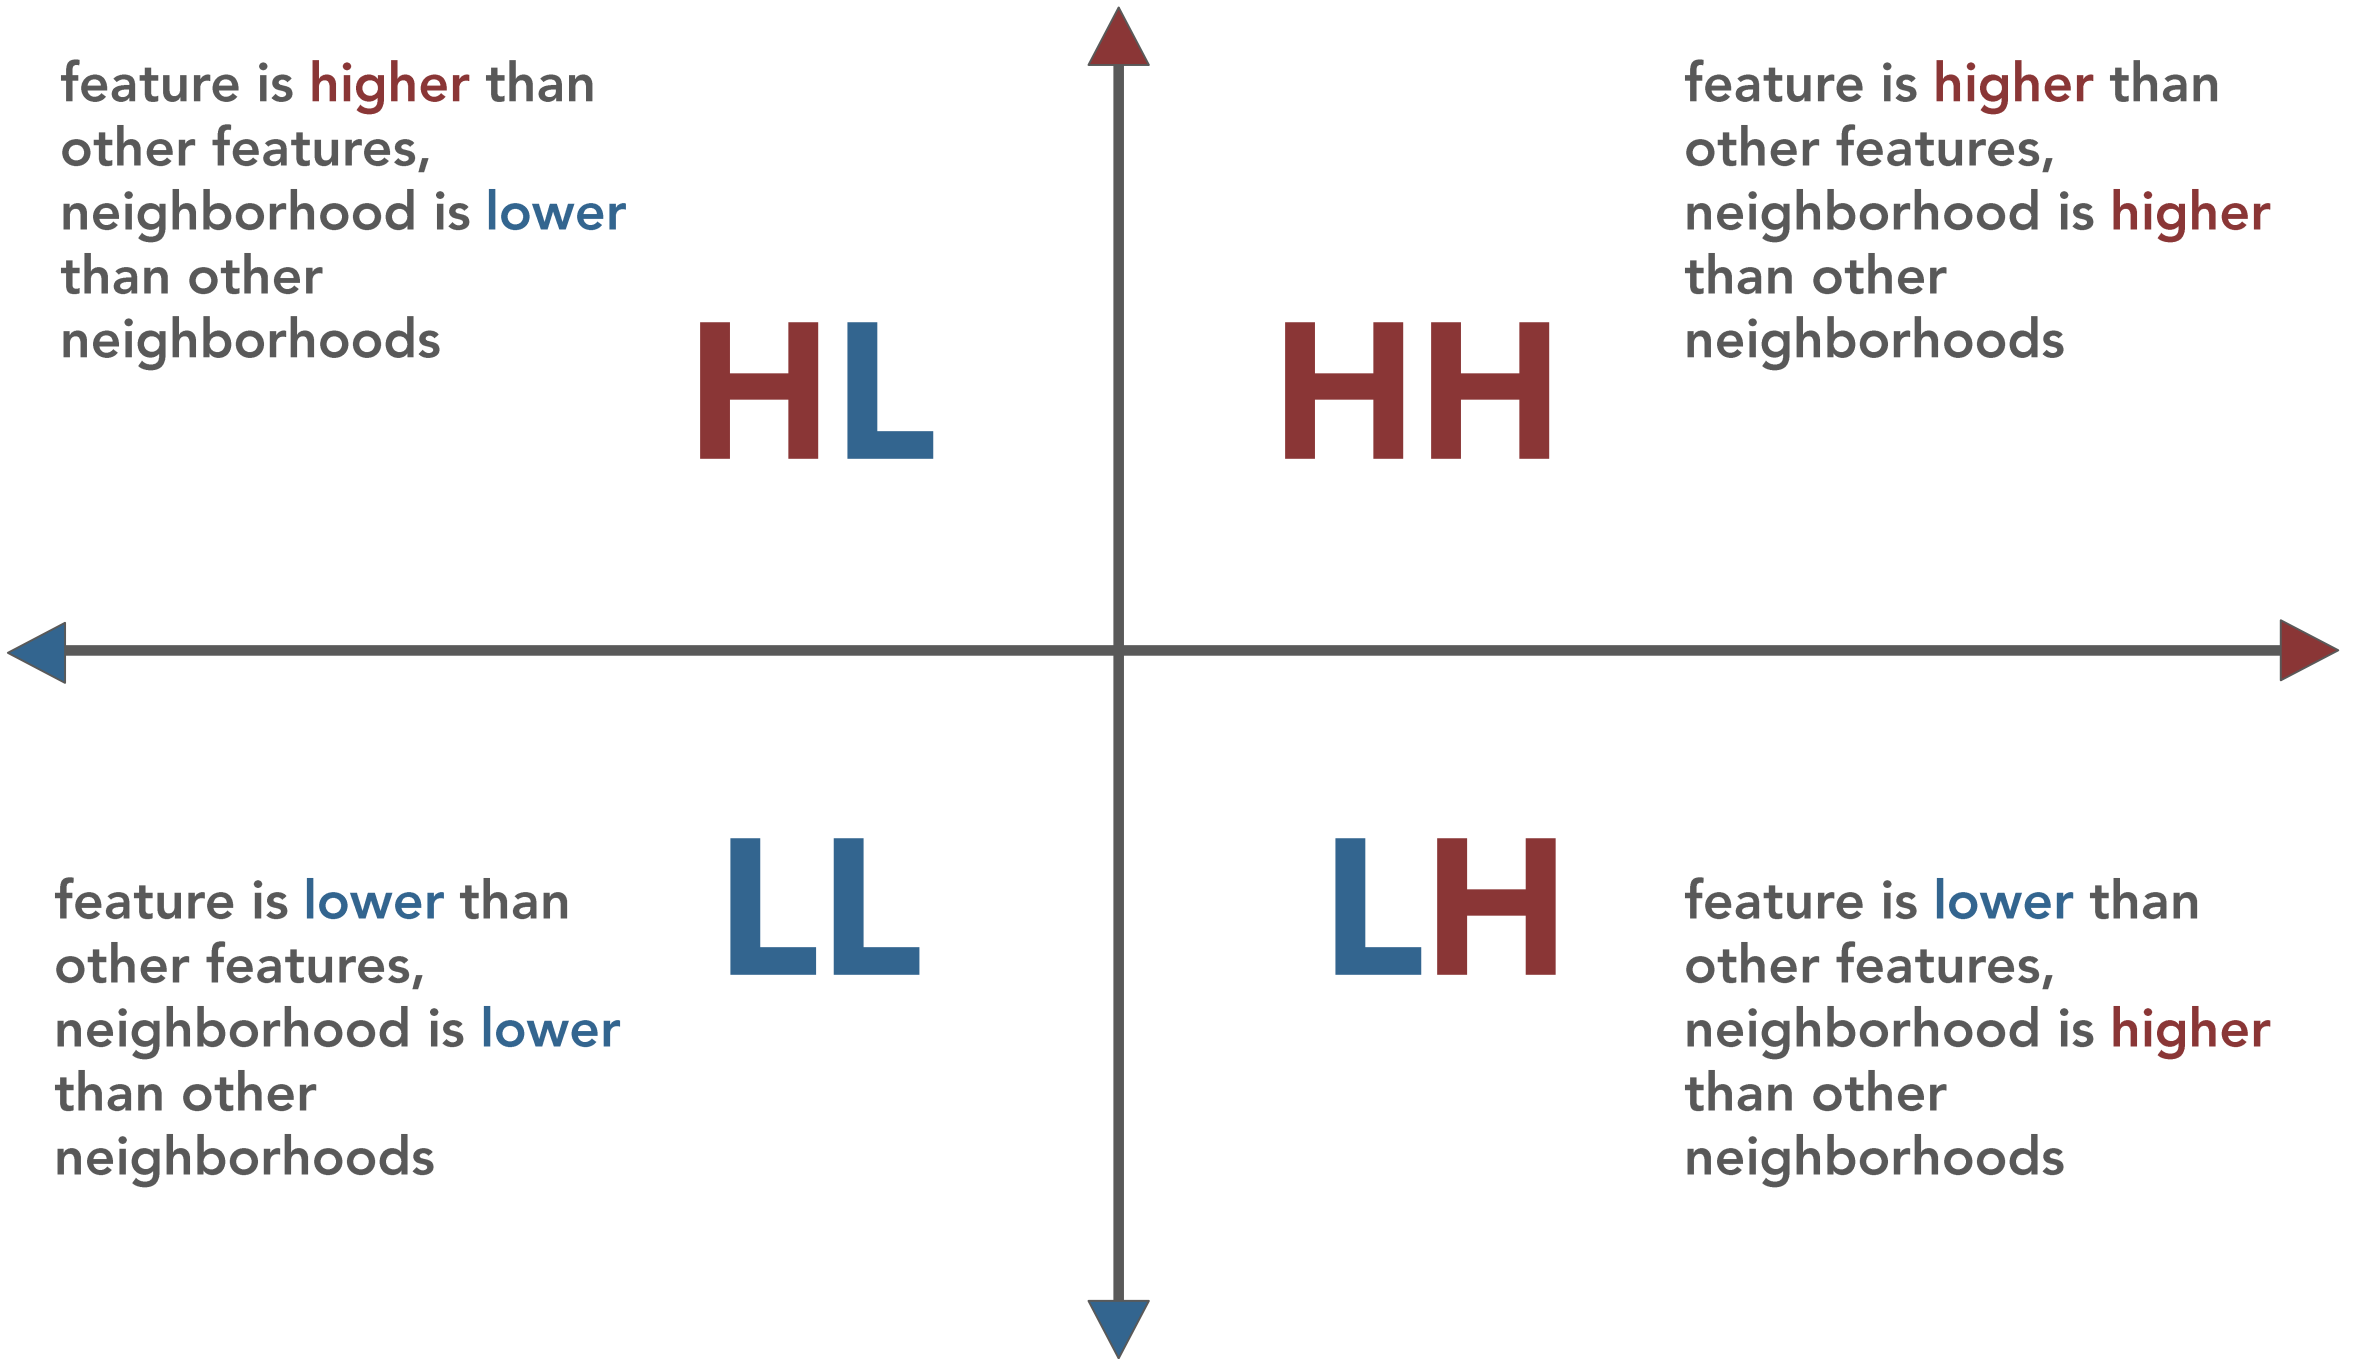 feature is higher than
other features,
neighborhood is lower
than other
neighborhoods
HL
HH
feature is higher than
other features,
neighborhood is higher
than other
neighborhoods
LL
feature is lower than
other features,
neighborhood is lower
than other
neighborhoods
LH
feature is lower than
other features,
neighborhood is higher
than other
neighborhoods